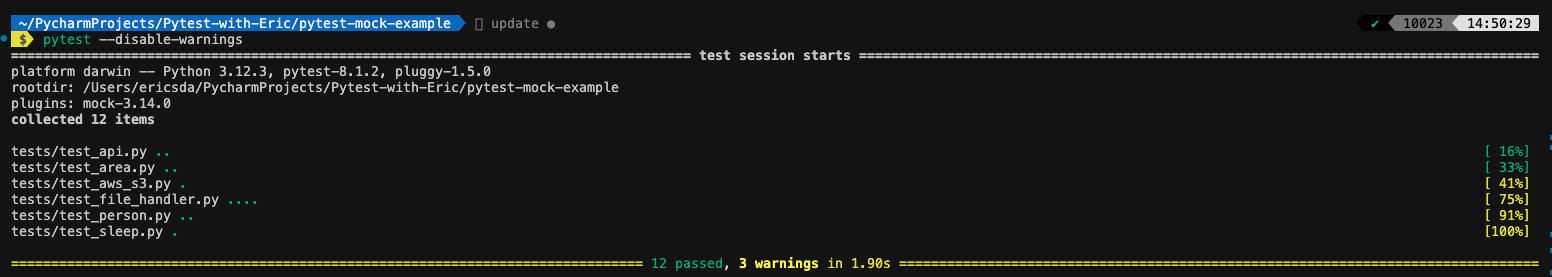 ~/PycharmProjects/Pytest-with-Eric/pytest-mock-example update ● ✔ 10023 14:50:29
$ pytest --disable-warnings
=============== test session starts ===============
platform darwin -- Python 3.12.3, pytest-8.1.2, pluggy-1.5.0
rootdir: /Users/ericsda/PycharmProjects/Pytest-with-Eric/pytest-mock-example
plugins: mock-3.14.0
collected 12 items
tests/test_api.py .. [ 16%]
tests/test_area.py .. [ 33%]
tests/test_aws_s3.py . [ 41%]
tests/test_file_handler.py .... [ 75%]
tests/test_person.py .. [ 91%]
tests/test_sleep.py . [100%]
=============== 12 passed, 3 warnings in 1.90s ===============